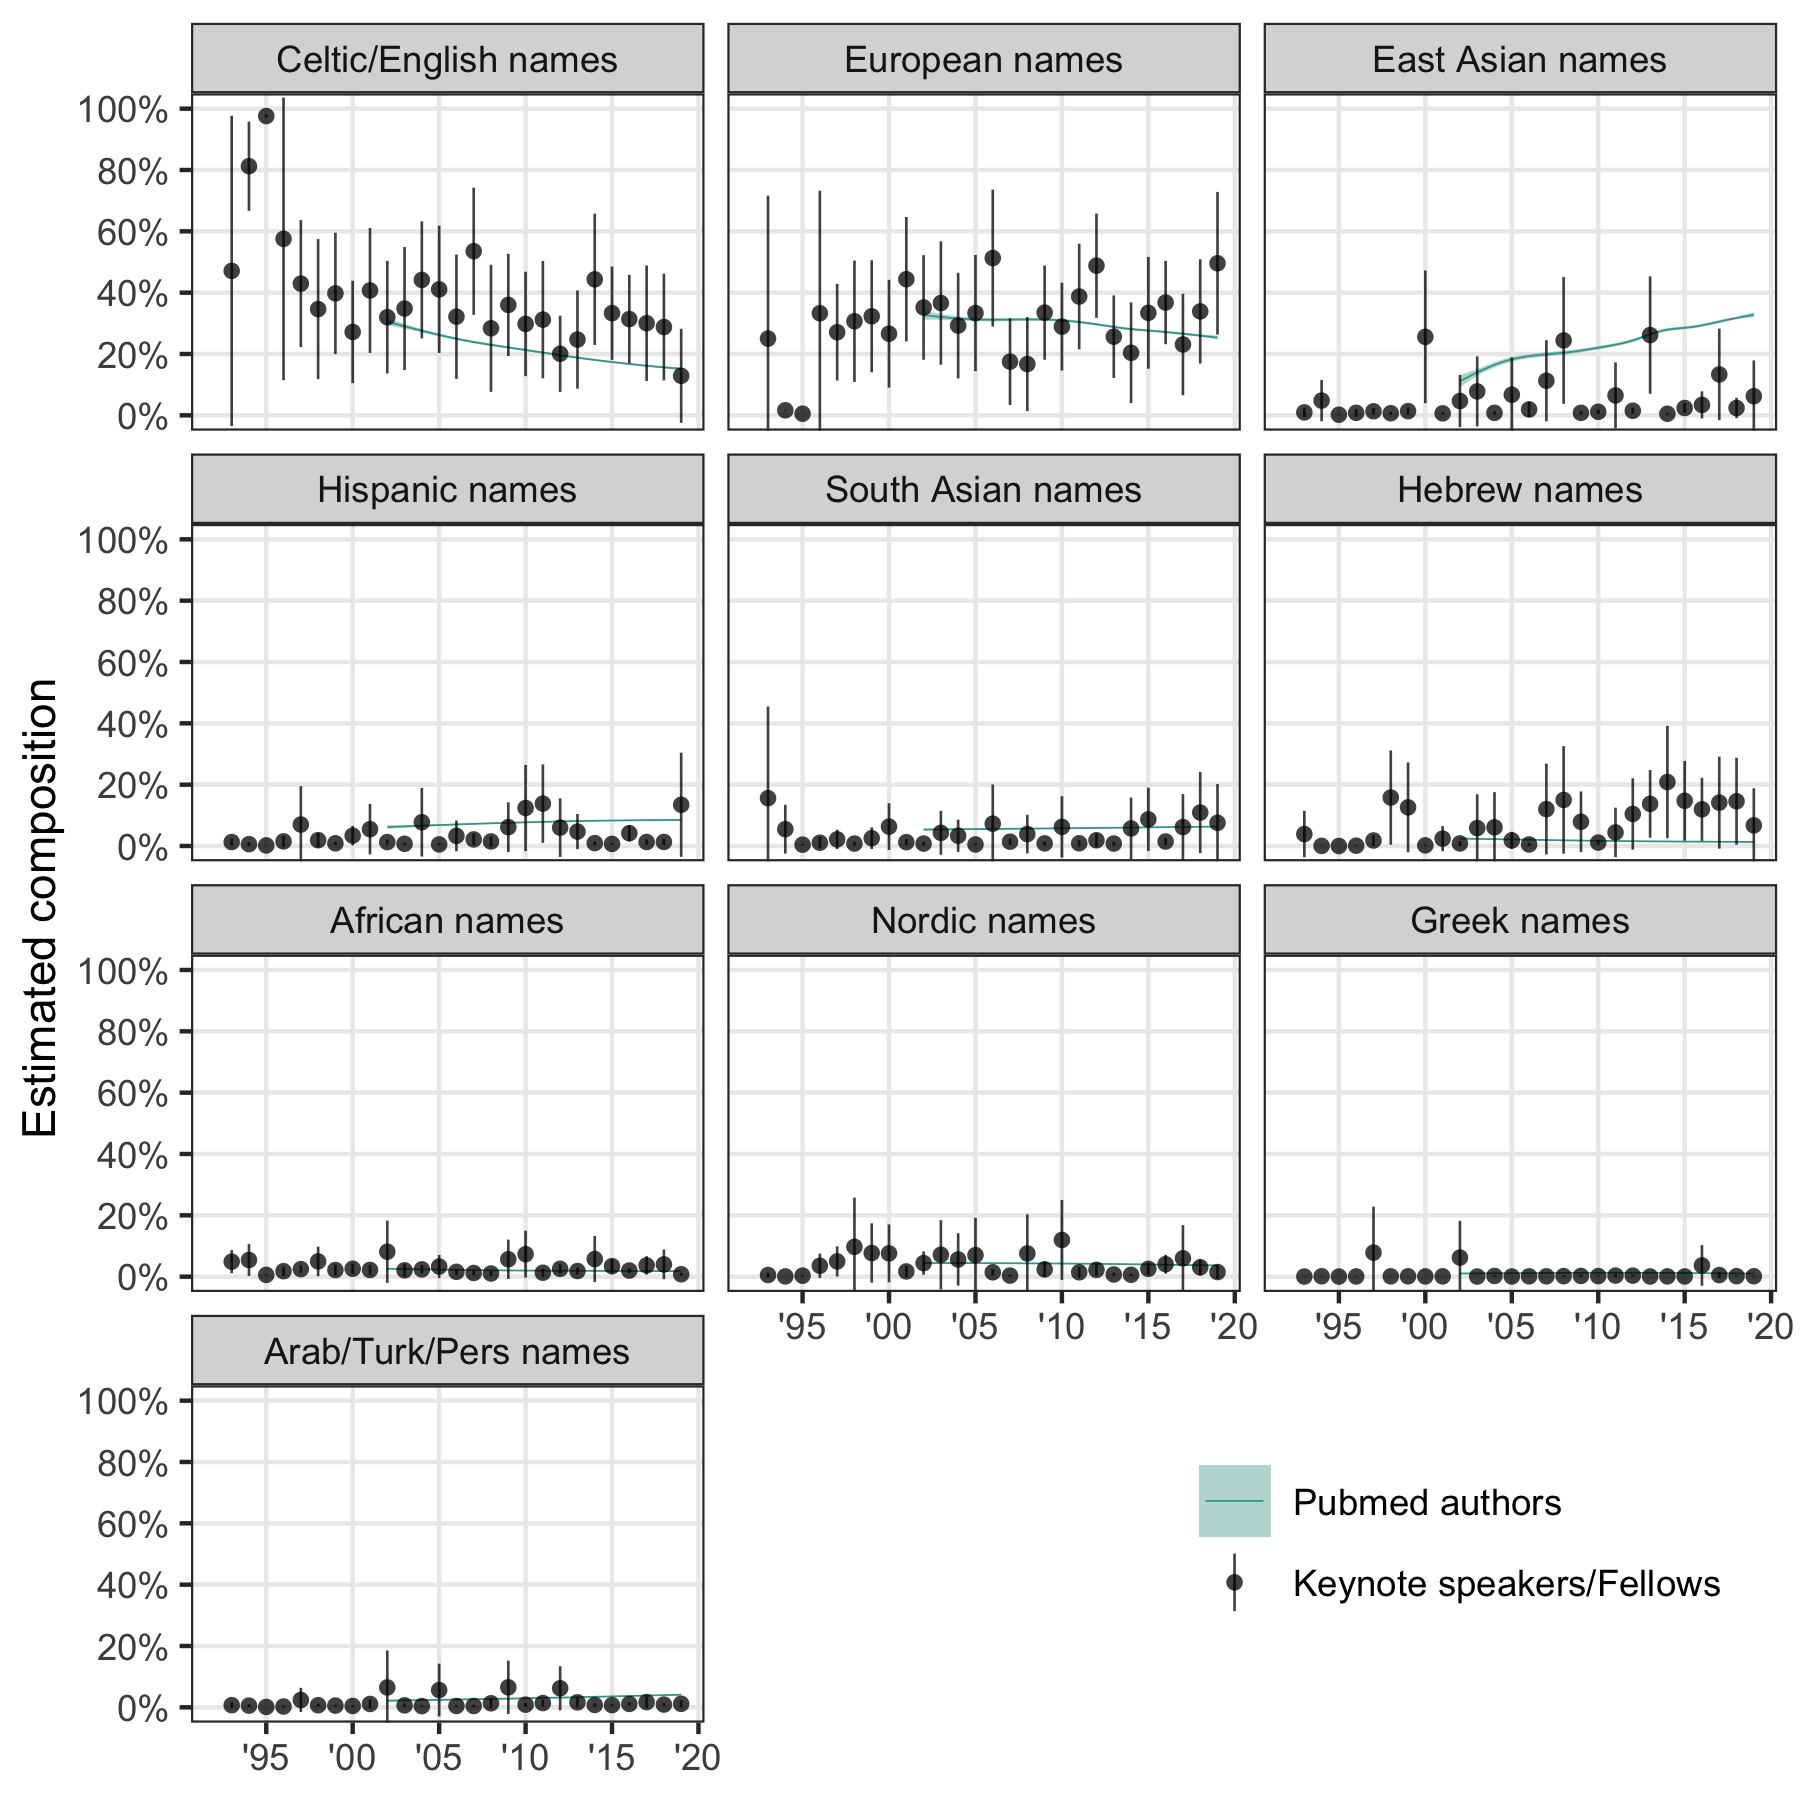 Celtic/English names
European names
East Asian names
100%
80%
60%
40%
20%
0%
Hispanic names
South Asian names
Hebrew names
100%
80%
60%
40%
20%
0%
Estimated composition
African names
Nordic names
Greek names
100%
80%
60%
40%
20%
0%
'95 '00 '05 '10 '15 '20
'95 '00 '05 '10 '15 '20
Arab/Turk/Pers names
100%
80%
60%
40%
20%
0%
'95 '00 '05 '10 '15 '20
Pubmed authors
Keynote speakers/Fellows